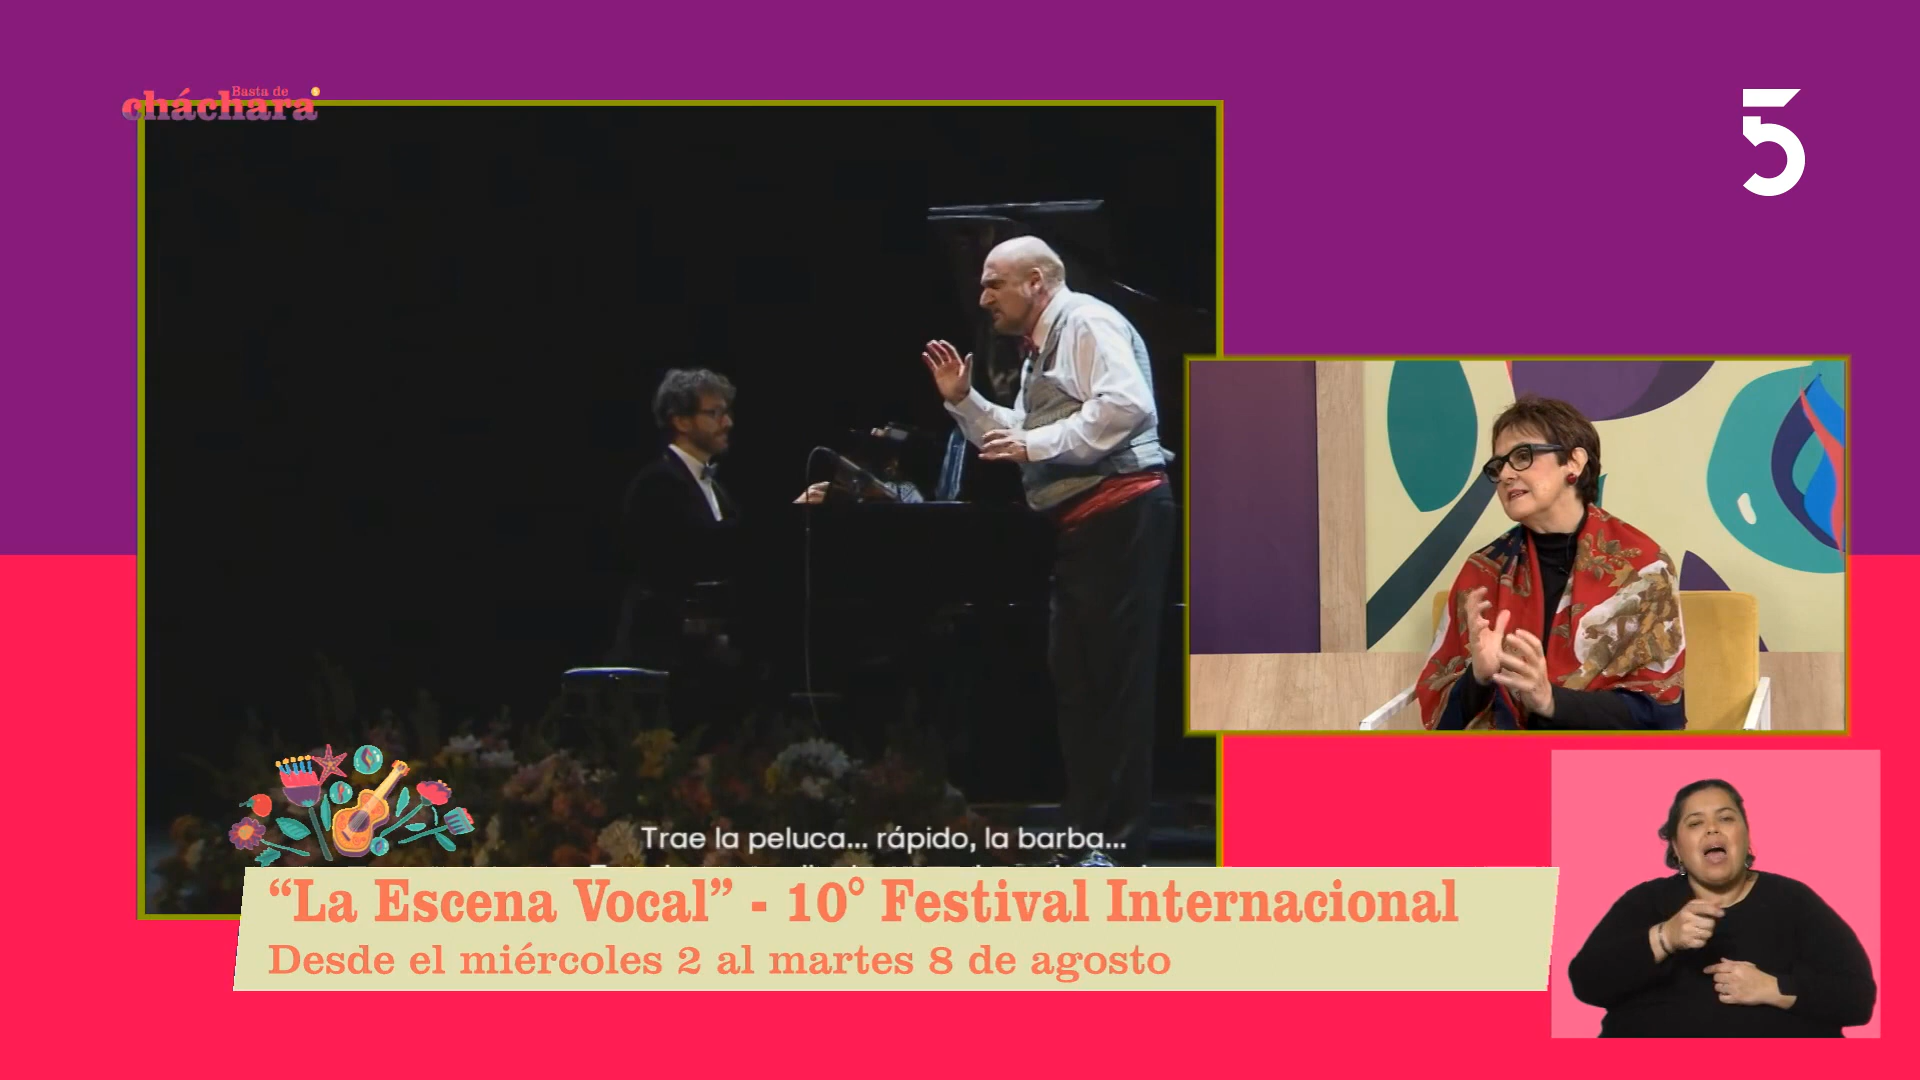 Basta de
cháchara
5
Trae la peluca... rápido, la barba...
“La Escena Vocal” - 10° Festival Internacional
Desde el miércoles 2 al martes 8 de agosto